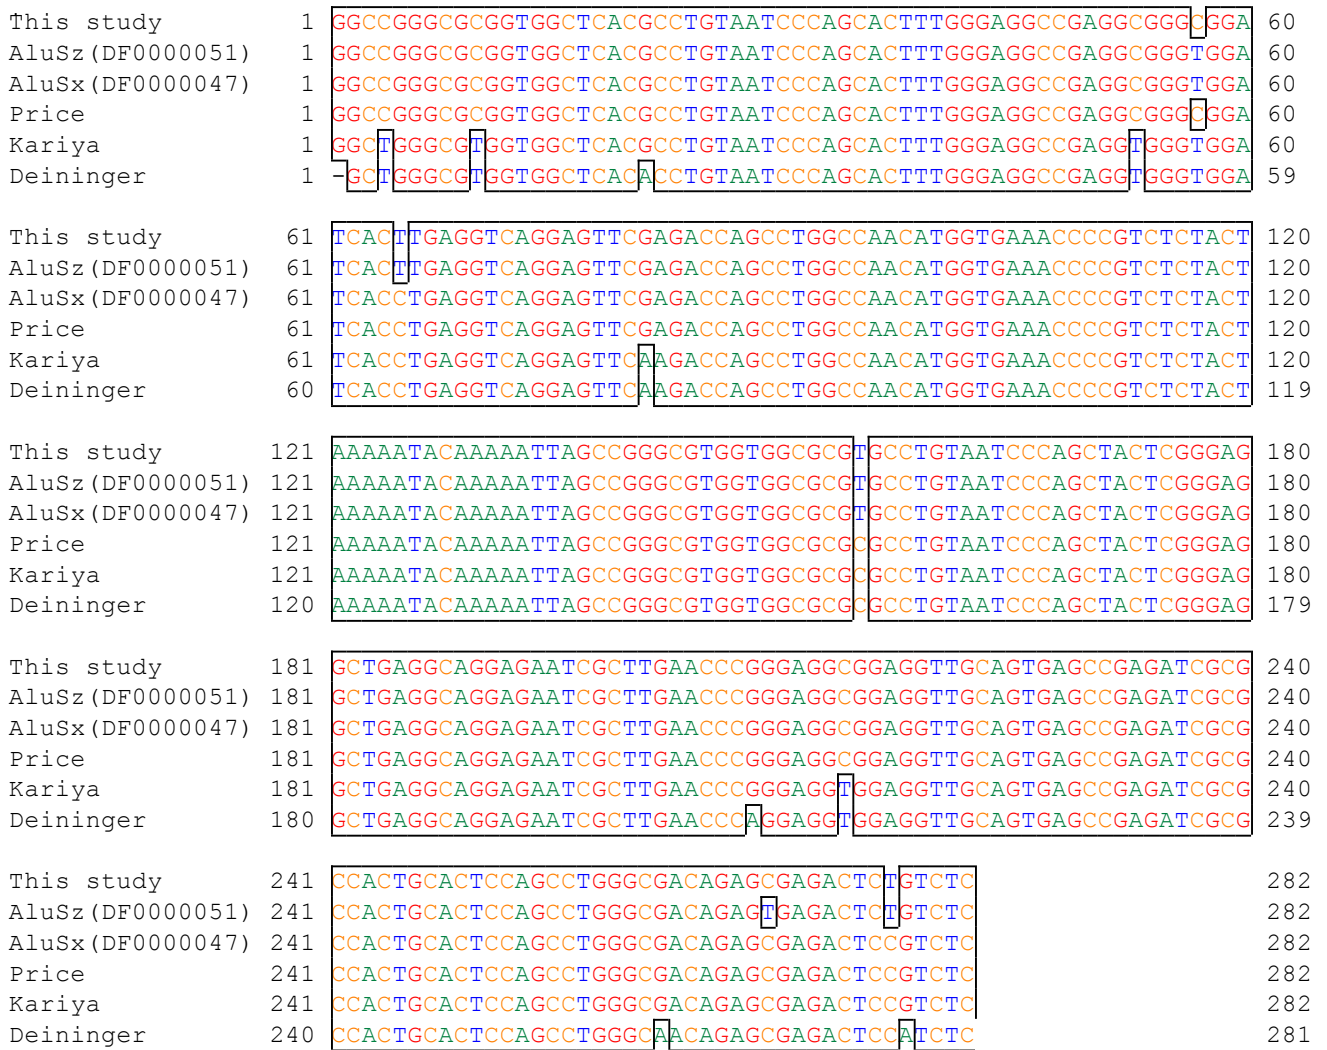 This study 1 GGCCGGGCGCGGTGGCTCACGCCTGTAATCCCAGCACTTTGGGAGGCCGAGGCGGGCGGA 60
AluSz(DF0000051) 1 GGCCGGGCGCGGTGGCTCACGCCTGTAATCCCAGCACTTTGGGAGGCCGAGGCGGGTGGA 60
AluSx(DF0000047) 1 GGCCGGGCGCGGTGGCTCACGCCTGTAATCCCAGCACTTTGGGAGGCCGAGGCGGGTGGA 60
Price 1 GGCCGGGCGCGGTGGCTCACGCCTGTAATCCCAGCACTTTGGGAGGCCGAGGCGGGCGGA 60
Kariya 1 GGCTGGGCGTGGTGGCTCACGCCTGTAATCCCAGCACTTTGGGAGGCCGAGGTGGGTGGA 60
Deininger 1 -GCTGGGCGTGGTGGCTCACACCTGTAATCCCAGCACTTTGGGAGGCCGAGGTGGGTGGA 59
This study 61 TCACTTGAGGTCAGGAGTTCGAGACCAGCCTGGCCAACATGGTGAAACCCCGTCTCTACT 120
AluSz(DF0000051) 61 TCACTTGAGGTCAGGAGTTCGAGACCAGCCTGGCCAACATGGTGAAACCCCGTCTCTACT 120
AluSx(DF0000047) 61 TCACCTGAGGTCAGGAGTTCGAGACCAGCCTGGCCAACATGGTGAAACCCCGTCTCTACT 120
Price 61 TCACCTGAGGTCAGGAGTTCGAGACCAGCCTGGCCAACATGGTGAAACCCCGTCTCTACT 120
Kariya 61 TCACCTGAGGTCAGGAGTTCAAGACCAGCCTGGCCAACATGGTGAAACCCCGTCTCTACT 120
Deininger 60 TCACCTGAGGTCAGGAGTTCAAGACCAGCCTGGCCAACATGGTGAAACCCCGTCTCTACT 119
This study 121 AAAAATACAAAAATTAGCCGGGCGTGGTGGCGCGTGCCTGTAATCCCAGCTACTCGGGAG 180
AluSz(DF0000051) 121 AAAAATACAAAAATTAGCCGGGCGTGGTGGCGCGTGCCTGTAATCCCAGCTACTCGGGAG 180
AluSx(DF0000047) 121 AAAAATACAAAAATTAGCCGGGCGTGGTGGCGCGTGCCTGTAATCCCAGCTACTCGGGAG 180
Price 121 AAAAATACAAAAATTAGCCGGGCGTGGTGGCGCGCGCCTGTAATCCCAGCTACTCGGGAG 180
Kariya 121 AAAAATACAAAAATTAGCCGGGCGTGGTGGCGCGCGCCTGTAATCCCAGCTACTCGGGAG 180
Deininger 120 AAAAATACAAAAATTAGCCGGGCGTGGTGGCGCGCGCCTGTAATCCCAGCTACTCGGGAG 179
This study 181 GCTGAGGCAGGAGAATCGCTTGAACCCGGGAGGCGGAGGTTGCAGTGAGCCGAGATCGCG 240
AluSz(DF0000051) 181 GCTGAGGCAGGAGAATCGCTTGAACCCGGGAGGCGGAGGTTGCAGTGAGCCGAGATCGCG 240
AluSx(DF0000047) 181 GCTGAGGCAGGAGAATCGCTTGAACCCGGGAGGCGGAGGTTGCAGTGAGCCGAGATCGCG 240
Price 181 GCTGAGGCAGGAGAATCGCTTGAACCCGGGAGGCGGAGGTTGCAGTGAGCCGAGATCGCG 240
Kariya 181 GCTGAGGCAGGAGAATCGCTTGAACCCGGGAGGTGGAGGTTGCAGTGAGCCGAGATCGCG 240
Deininger 180 GCTGAGGCAGGAGAATCGCTTGAACCCAGGAGGTGGAGGTTGCAGTGAGCCGAGATCGCG 239
This study 241 CCACTGCACTCCAGCCTGGGCGACAGAGCGAGACTCTGTCTC 282
AluSz(DF0000051) 241 CCACTGCACTCCAGCCTGGGCGACAGAGTGAGACTCTGTCTC 282
AluSx(DF0000047) 241 CCACTGCACTCCAGCCTGGGCGACAGAGCGAGACTCCGTCTC 282
Price 241 CCACTGCACTCCAGCCTGGGCGACAGAGCGAGACTCCGTCTC 282
Kariya 241 CCACTGCACTCCAGCCTGGGCGACAGAGCGAGACTCCGTCTC 282
Deininger 240 CCACTGCACTCCAGCCTGGGCAACAGAGCGAGACTCCATCTC 281